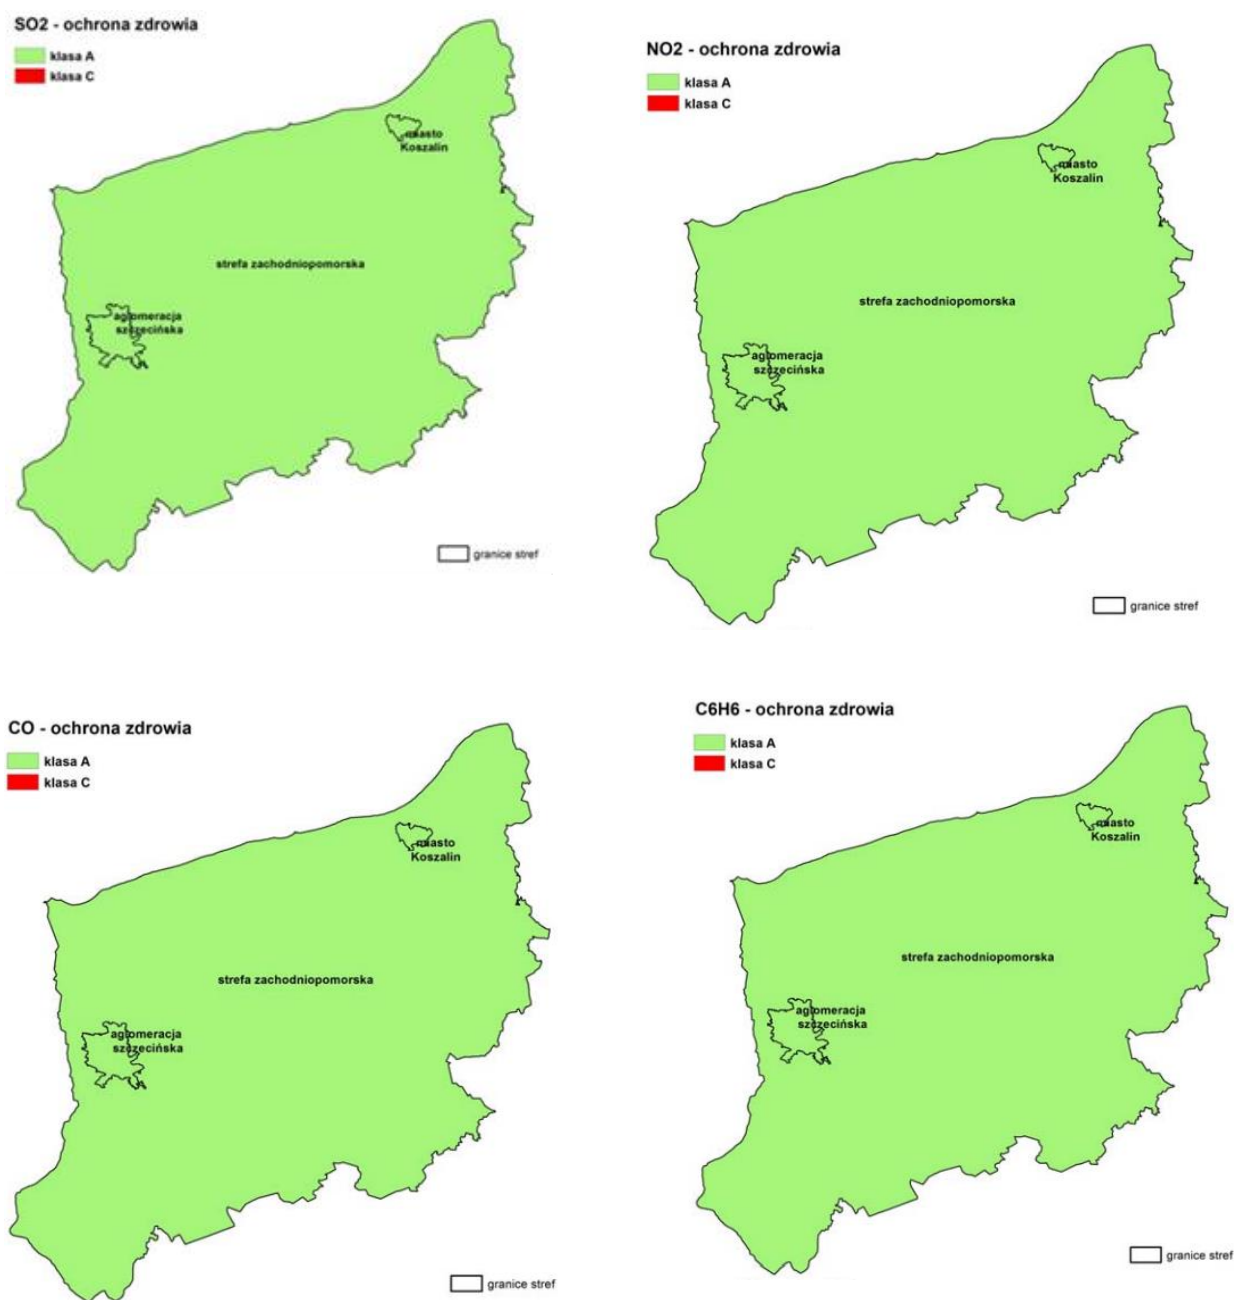 SO2 - ochrona zdrowia
klasa A
klasa C
miasto
Koszalin
strefa zachodniopomorska
aglomeracja
szczecińska
granice stref
NO2 - ochrona zdrowia
klasa A
klasa C
miasto
Koszalin
strefa zachodniopomorska
aglomeracja
szczecińska
granice stref
CO - ochrona zdrowia
klasa A
klasa C
miasto
Koszalin
strefa zachodniopomorska
aglomeracja
szczecińska
granice stref
C6H6 - ochrona zdrowia
klasa A
klasa C
miasto
Koszalin
strefa zachodniopomorska
aglomeracja
szczecińska
granice stref